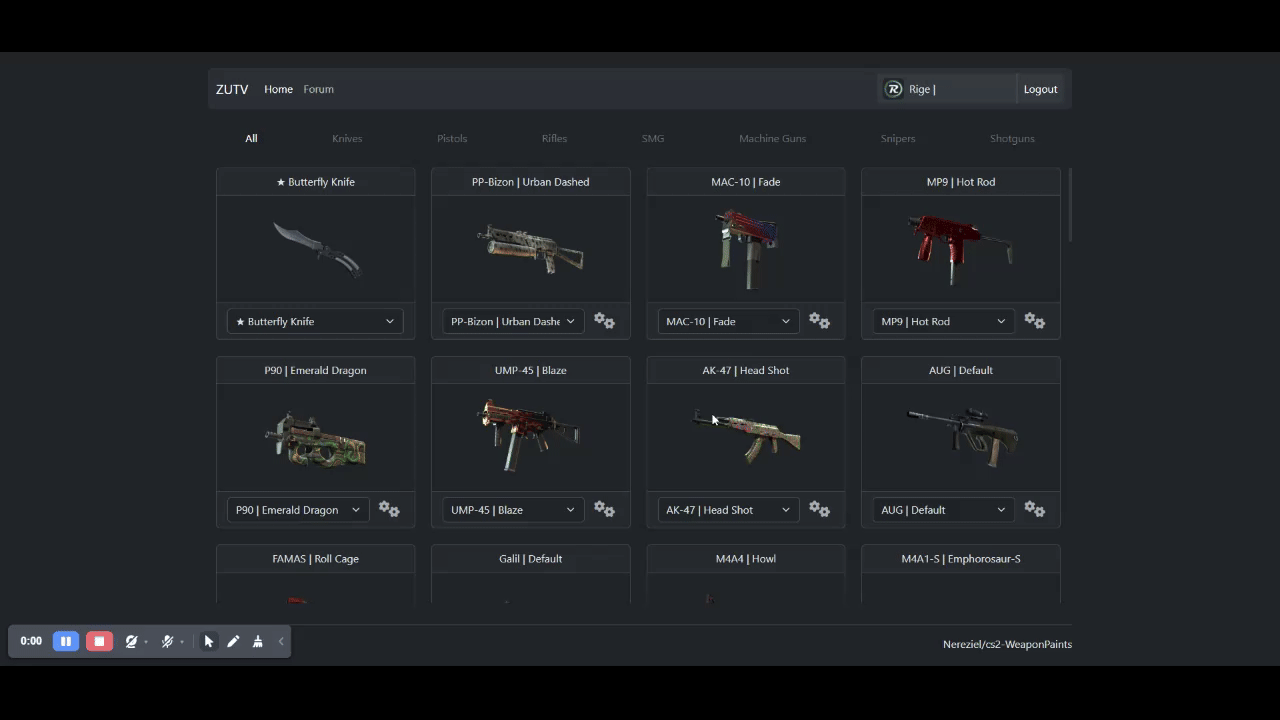 ZUTV Home Forum Rige | Logout
All Knives Pistols Rifles SMG Machine Guns Snipers Shotguns
★ Butterfly Knife PP-Bizon | Urban Dashed MAC-10 | Fade MP9 | Hot Rod
★ Butterfly Knife PP-Bizon | Urban Dashe MAC-10 | Fade MP9 | Hot Rod
P90 | Emerald Dragon UMP-45 | Blaze AK-47 | Head Shot AUG | Default
P90 | Emerald Dragon UMP-45 | Blaze AK-47 | Head Shot AUG | Default
FAMAS | Roll Cage Galil | Default M4A4 | Howl M4A1-S | Emphorosaur-S
0:00
Nereziel/cs2-WeaponPaints